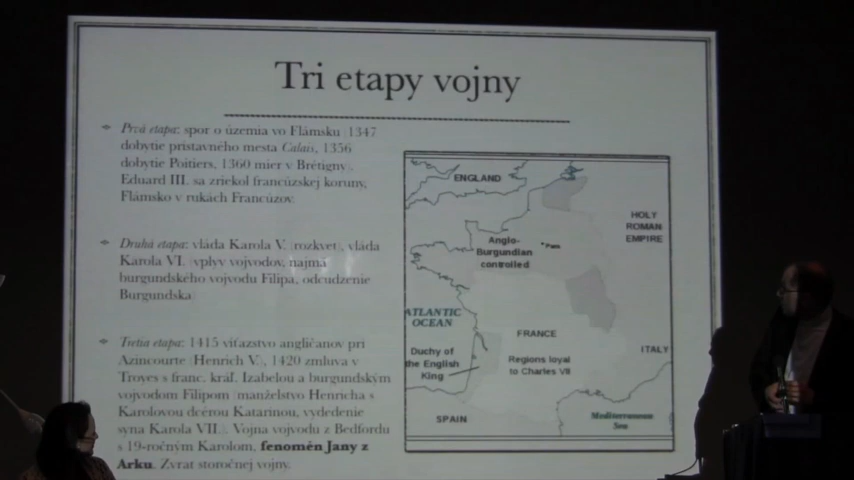 Tri etapy vojny
Prvá etapa: spor o územia vo Flámsku (1347
dobytie prístavného mesta Calais, 1356
dobytie Poitiers, 1360 mier v Brétigny).
Eduard III. sa zriekol francúzskej koruny,
Flámsko v rukách Francúzov.
Druhá etapa: vláda Karola V. (rozkvet), vláda
Karola VI. (vplyv vojvodov, najmä
burgundského vojvodu Filipa, odcudzenie
Burgundska)
Tretia etapa: 1415 víťazstvo angličanov pri
Azincourte (Henrich V.), 1420 zmluva v
Troyes s franc. kráľ. Izabelou a burgundským
vojvodom Filipom (manželstvo Henricha s
Karolovou dcérou Katarínou, vydedenie
syna Karola VII.). Vojna vojvodu z Bedfordu
s 19-ročným Karolom, fenomén Jany z
Arku. Zvrat storočnej vojny.
ENGLAND
HOLY
ROMAN
EMPIRE
Anglo-
Burgundian
controlled
Paris
ATLANTIC
OCEAN
FRANCE
Duchy of
the English
King
Regions loyal
to Charles VII
ITALY
SPAIN
Mediterranean
Sea